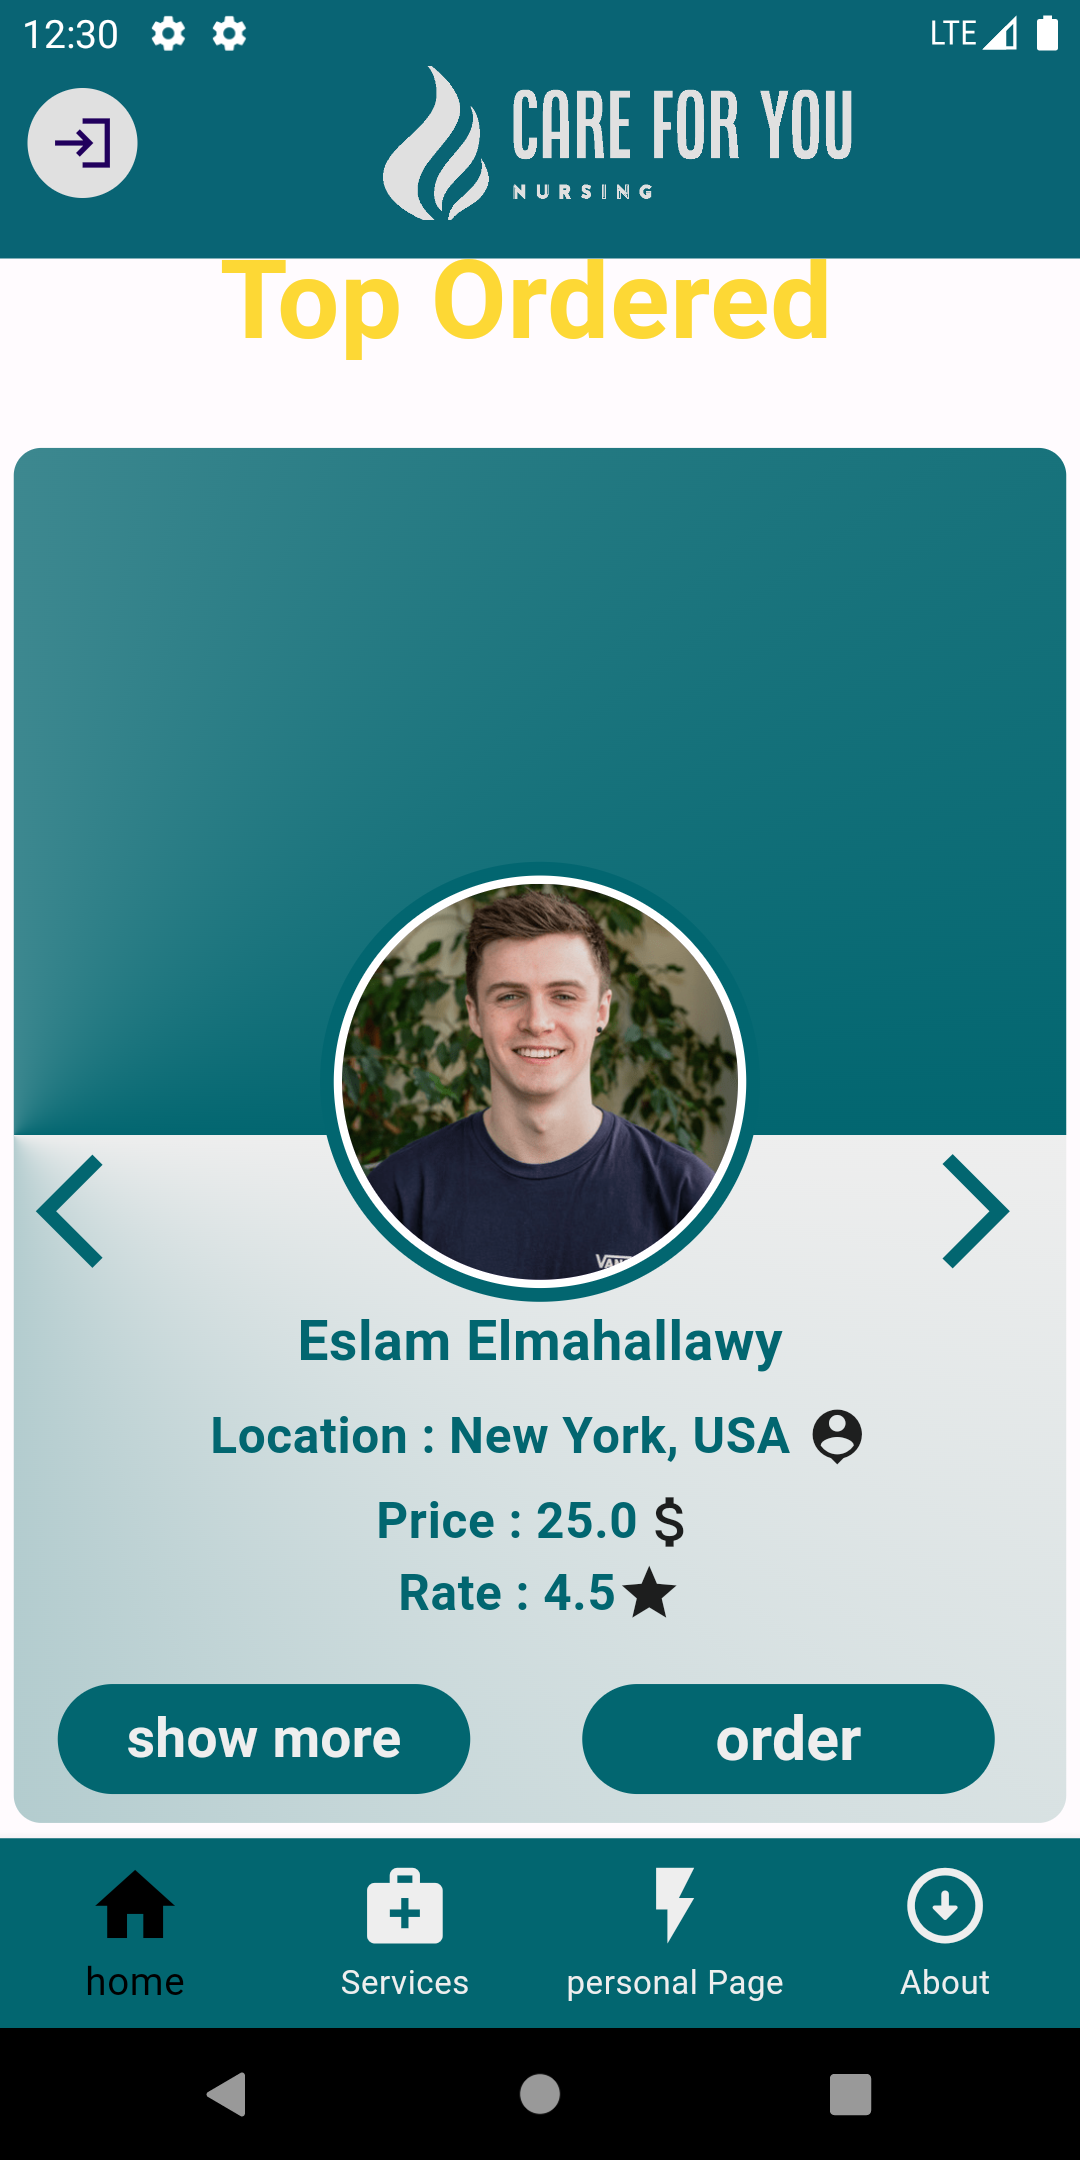 12:30
LTE
CARE FOR YOU
NURSING
Top Ordered
VANS
Eslam Elmahallawy
Location : New York, USA
Price : 25.0 $
Rate : 4.5
show more
order
home
Services
personal Page
About